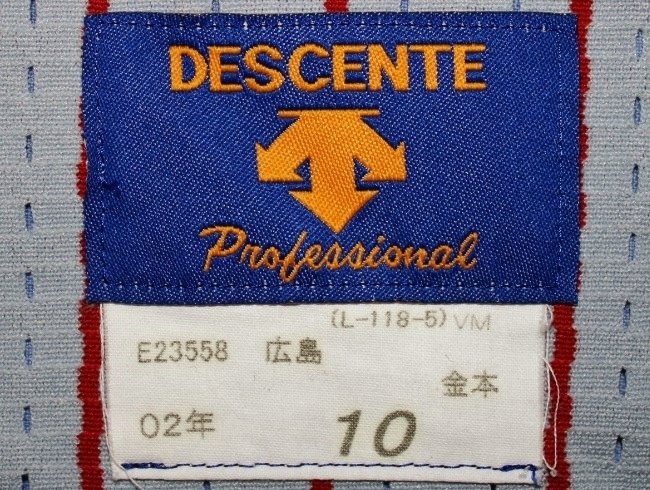 DESCENTE
Professional
(L-118-5) VM
E23558 広島
金本
02年 10